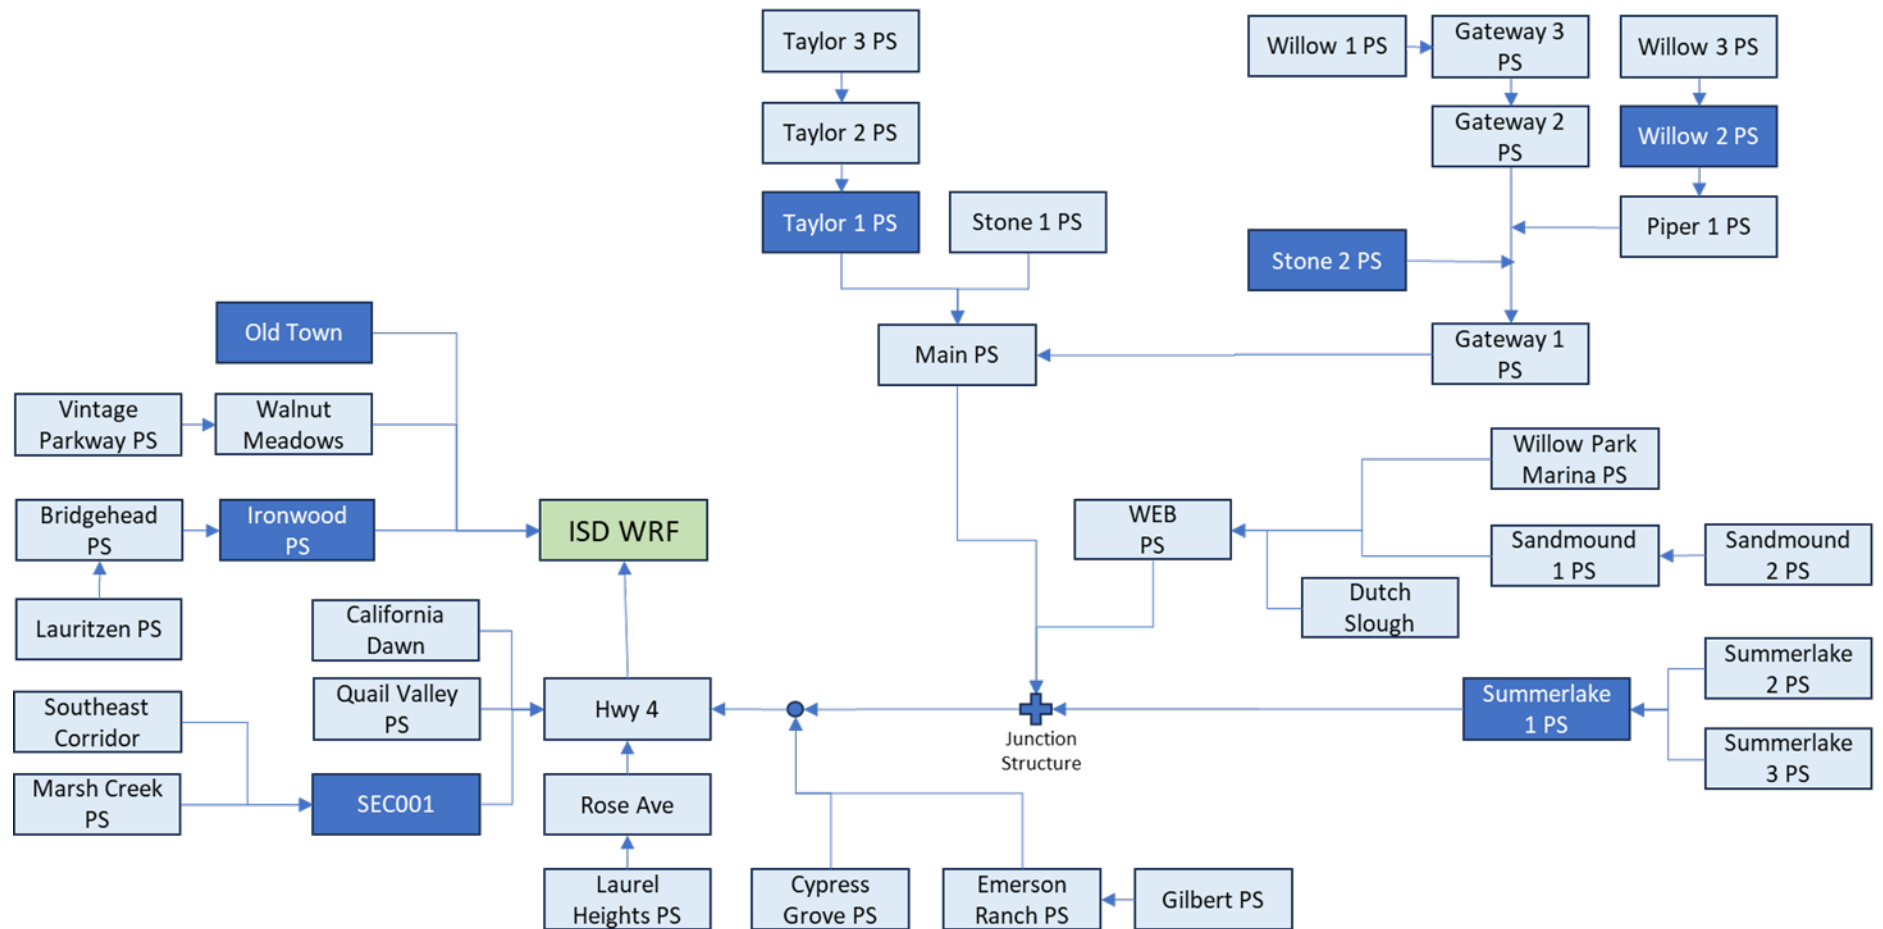 Taylor 3 PS
Willow 1 PS
Gateway 3
PS
Willow 3 PS
Taylor 2 PS
Gateway 2
PS
Willow 2 PS
Taylor 1 PS
Stone 1 PS
Piper 1 PS
Stone 2 PS
Old Town
Main PS
Gateway 1
PS
Vintage
Parkway PS
Walnut
Meadows
Willow Park
Marina PS
Bridgehead
PS
Ironwood
PS
ISD WRF
WEB
PS
Sandmound
1 PS
Sandmound
2 PS
Lauritzen PS
California
Dawn
Dutch
Slough
Southeast
Corridor
Quail Valley
PS
Hwy 4
Junction
Structure
Summerlake
1 PS
Summerlake
2 PS
Summerlake
3 PS
Marsh Creek
PS
SEC001
Rose Ave
Laurel
Heights PS
Cypress
Grove PS
Emerson
Ranch PS
Gilbert PS